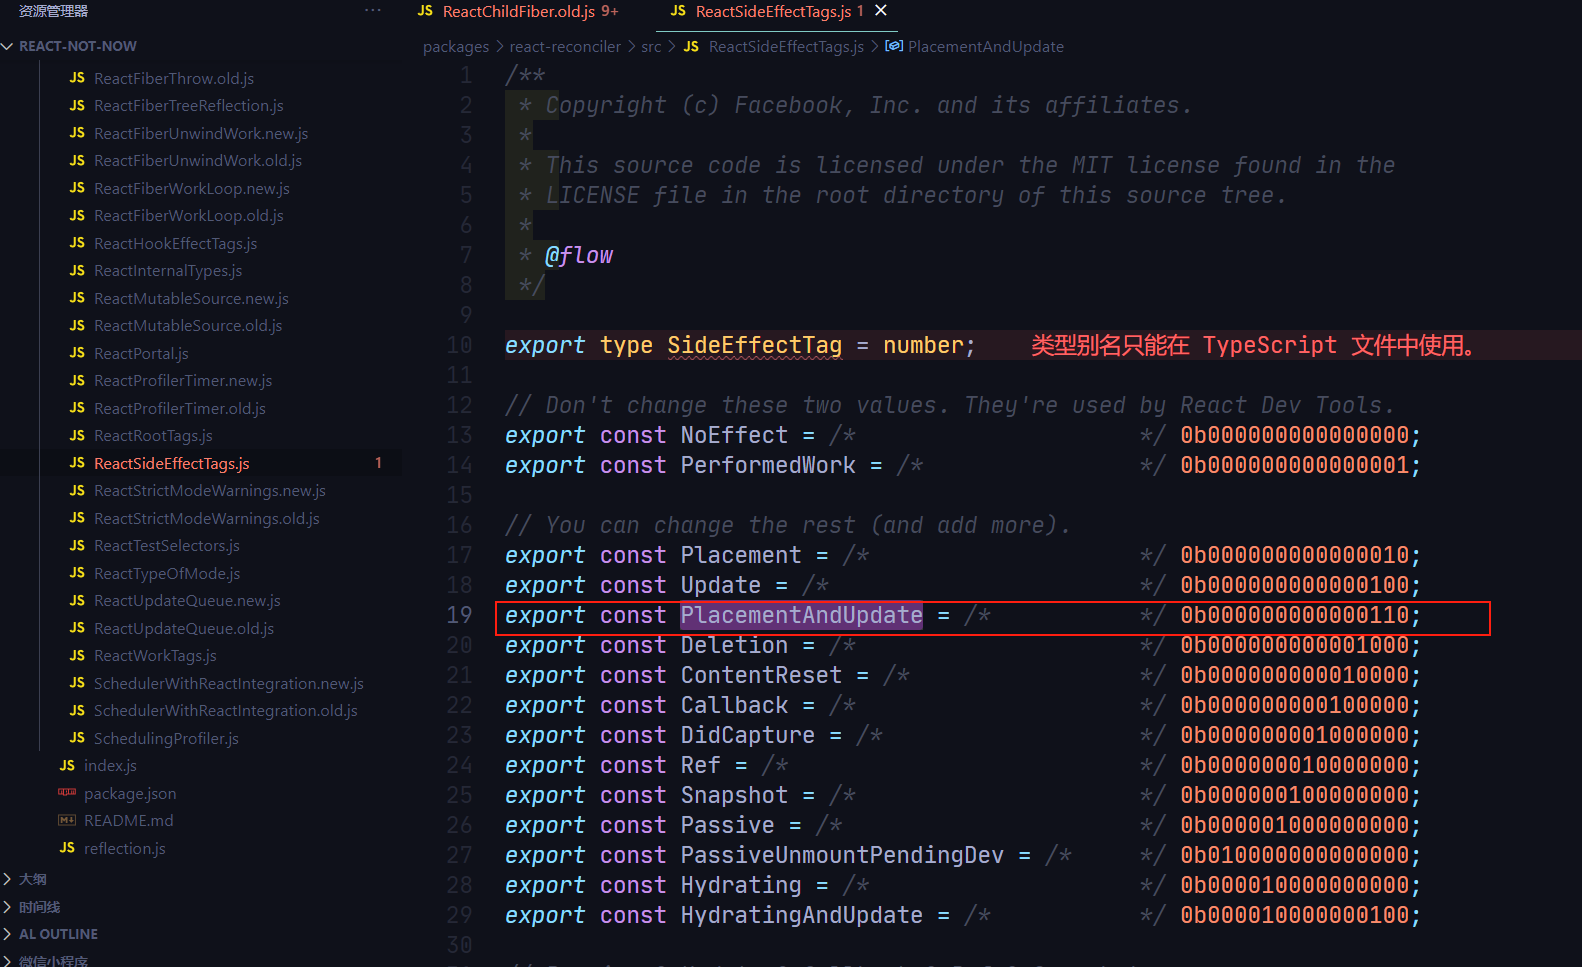 资源管理器 ...
REACT-NOT-NOW
JS ReactFiberThrow.old.js
JS ReactFiberTreeReflection.js
JS ReactFiberUnwindWork.new.js
JS ReactFiberUnwindWork.old.js
JS ReactFiberWorkLoop.new.js
JS ReactFiberWorkLoop.old.js
JS ReactHookEffectTags.js
JS ReactInternalTypes.js
JS ReactMutableSource.new.js
JS ReactMutableSource.old.js
JS ReactPortal.js
JS ReactProfilerTimer.new.js
JS ReactProfilerTimer.old.js
JS ReactRootTags.js
JS ReactSideEffectTags.js 1
JS ReactStrictModeWarnings.new.js
JS ReactStrictModeWarnings.old.js
JS ReactTestSelectors.js
JS ReactTypeOfMode.js
JS ReactUpdateQueue.new.js
JS ReactUpdateQueue.old.js
JS ReactWorkTags.js
JS SchedulerWithReactIntegration.new.js
JS SchedulerWithReactIntegration.old.js
JS SchedulingProfiler.js
JS index.js
package.json
README.md
JS reflection.js
大纲
时间线
AL OUTLINE
微信小程序
JS ReactChildFiber.old.js 9+ JS ReactSideEffectTags.js 1
packages > react-reconciler > src > JS ReactSideEffectTags.js > PlacementAndUpdate
1 /**
2 * Copyright (c) Facebook, Inc. and its affiliates.
3 *
4 * This source code is licensed under the MIT license found in the
5 * LICENSE file in the root directory of this source tree.
6 *
7 * @flow
8 */
9
10 export type SideEffectTag = number; 类型别名只能在 TypeScript 文件中使用。
11
12 // Don't change these two values. They're used by React Dev Tools.
13 export const NoEffect = /* */ 0b000000000000000;
14 export const PerformedWork = /* */ 0b000000000000001;
15
16 // You can change the rest (and add more).
17 export const Placement = /* */ 0b000000000000010;
18 export const Update = /* */ 0b000000000000100;
19 export const PlacementAndUpdate = /* */ 0b000000000000110;
20 export const Deletion = /* */ 0b000000000001000;
21 export const ContentReset = /* */ 0b000000000010000;
22 export const Callback = /* */ 0b000000000100000;
23 export const DidCapture = /* */ 0b000000001000000;
24 export const Ref = /* */ 0b000000010000000;
25 export const Snapshot = /* */ 0b000000100000000;
26 export const Passive = /* */ 0b000001000000000;
27 export const PassiveUnmountPendingDev = /* */ 0b010000000000000;
28 export const Hydrating = /* */ 0b000010000000000;
29 export const HydratingAndUpdate = /* */ 0b000010000000100;
30